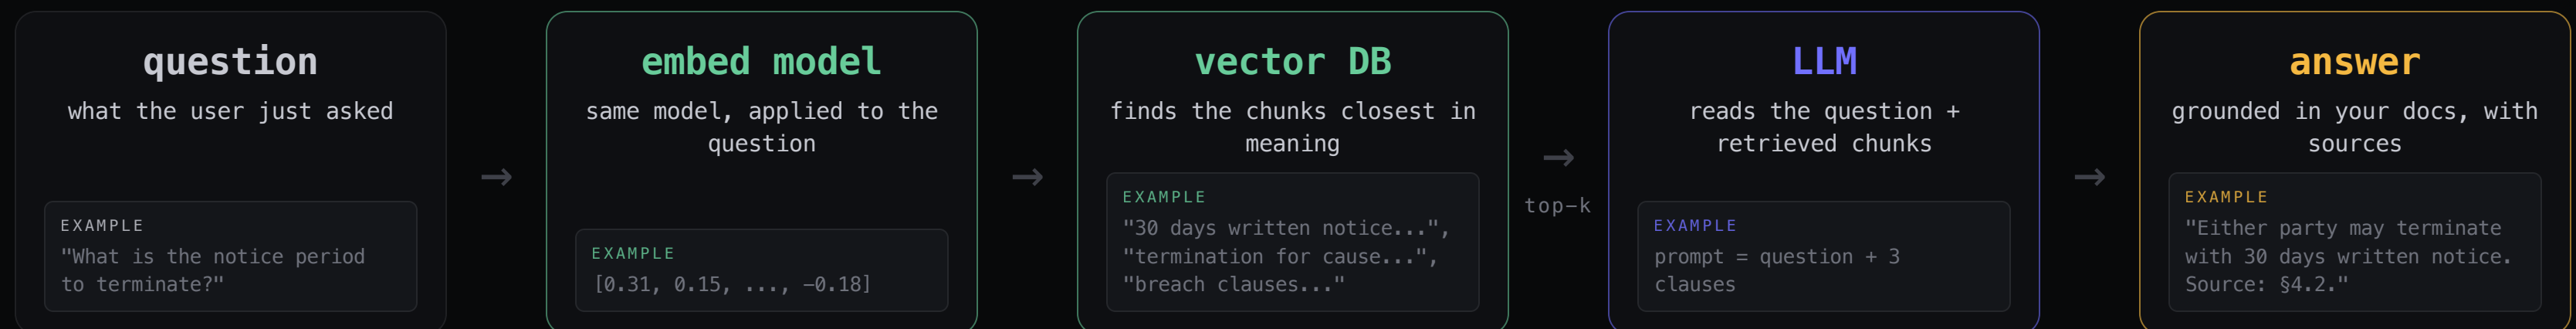 question
what the user just asked
EXAMPLE
"What is the notice period
to terminate?"
→
embed model
same model, applied to the
question
EXAMPLE
[0.31, 0.15, ..., −0.18]
→
vector DB
finds the chunks closest in
meaning
EXAMPLE
"30 days written notice...",
"termination for cause...",
"breach clauses..."
→
top-k
LLM
reads the question +
retrieved chunks
EXAMPLE
prompt = question + 3
clauses
→
answer
grounded in your docs, with
sources
EXAMPLE
"Either party may terminate
with 30 days written notice.
Source: §4.2."